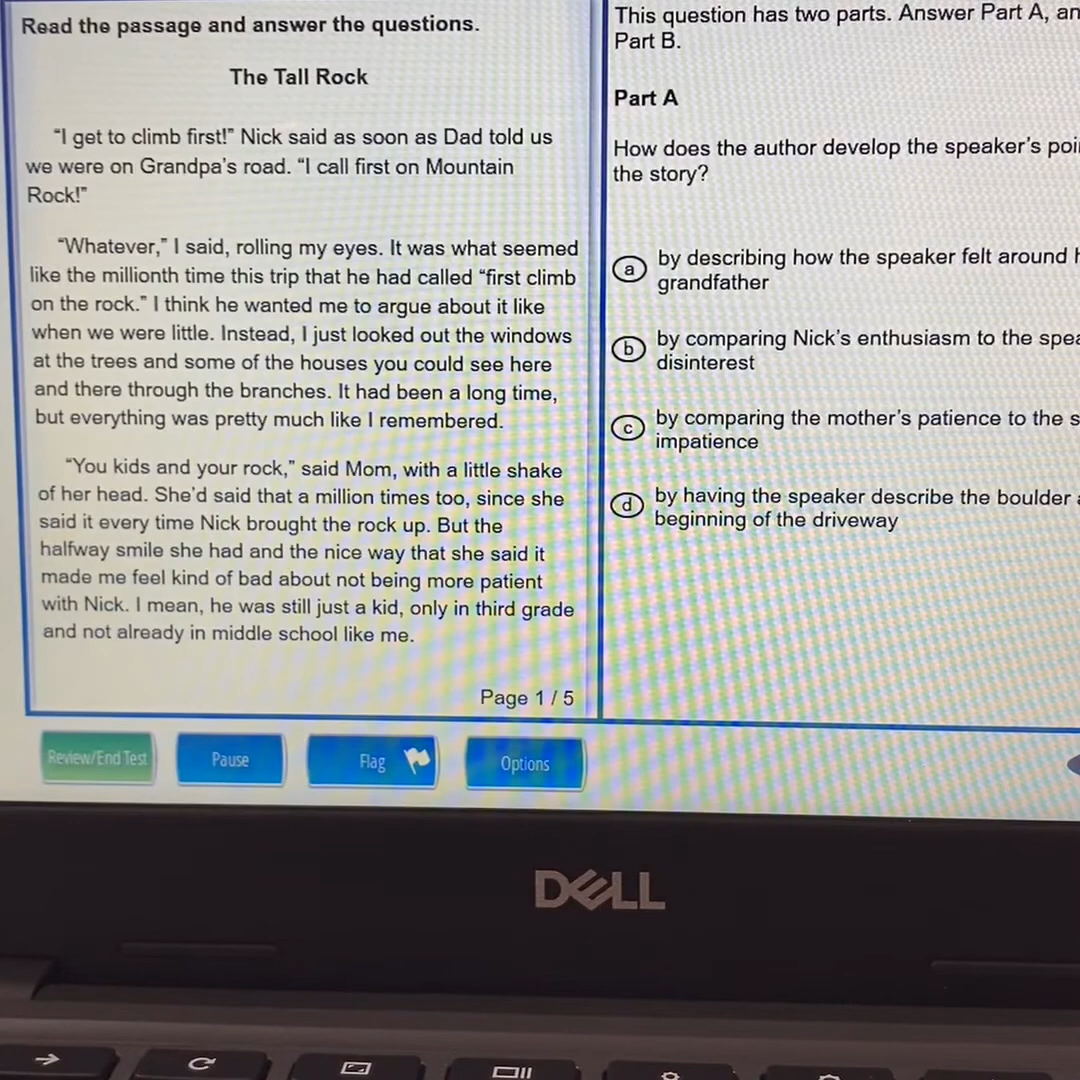 Read the passage and answer the questions.
The Tall Rock
“I get to climb first!” Nick said as soon as Dad told us
we were on Grandpa’s road. “I call first on Mountain
Rock!”
“Whatever,” I said, rolling my eyes. It was what seemed
like the millionth time this trip that he had called “first climb
on the rock.” I think he wanted me to argue about it like
when we were little. Instead, I just looked out the windows
at the trees and some of the houses you could see here
and there through the branches. It had been a long time,
but everything was pretty much like I remembered.
“You kids and your rock,” said Mom, with a little shake
of her head. She’d said that a million times too, since she
said it every time Nick brought the rock up. But the
halfway smile she had and the nice way that she said it
made me feel kind of bad about not being more patient
with Nick. I mean, he was still just a kid, only in third grade
and not already in middle school like me.
Page 1 / 5
This question has two parts. Answer Part A, an
Part B.
Part A
How does the author develop the speaker’s poi
the story?
a by describing how the speaker felt around
grandfather
b by comparing Nick’s enthusiasm to the spe
disinterest
c by comparing the mother’s patience to the s
impatience
d by having the speaker describe the boulder
beginning of the driveway
Review/End Test
Pause
Flag
Options
DELL